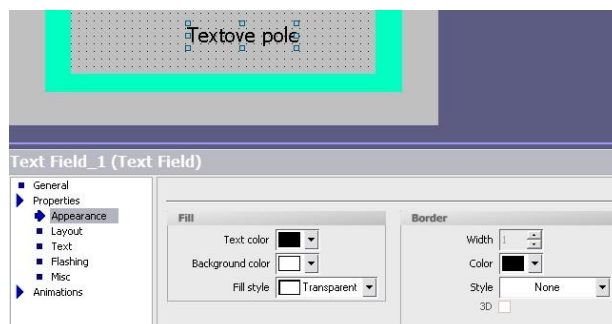 Textove pole
Text Field_1 (Text Field)
General
Properties
Appearance
Layout
Text
Flashing
Misc
Animations
Fill
Text color
Background color
Fill style Transparent
Border
Width 1
Color
Style None
3D